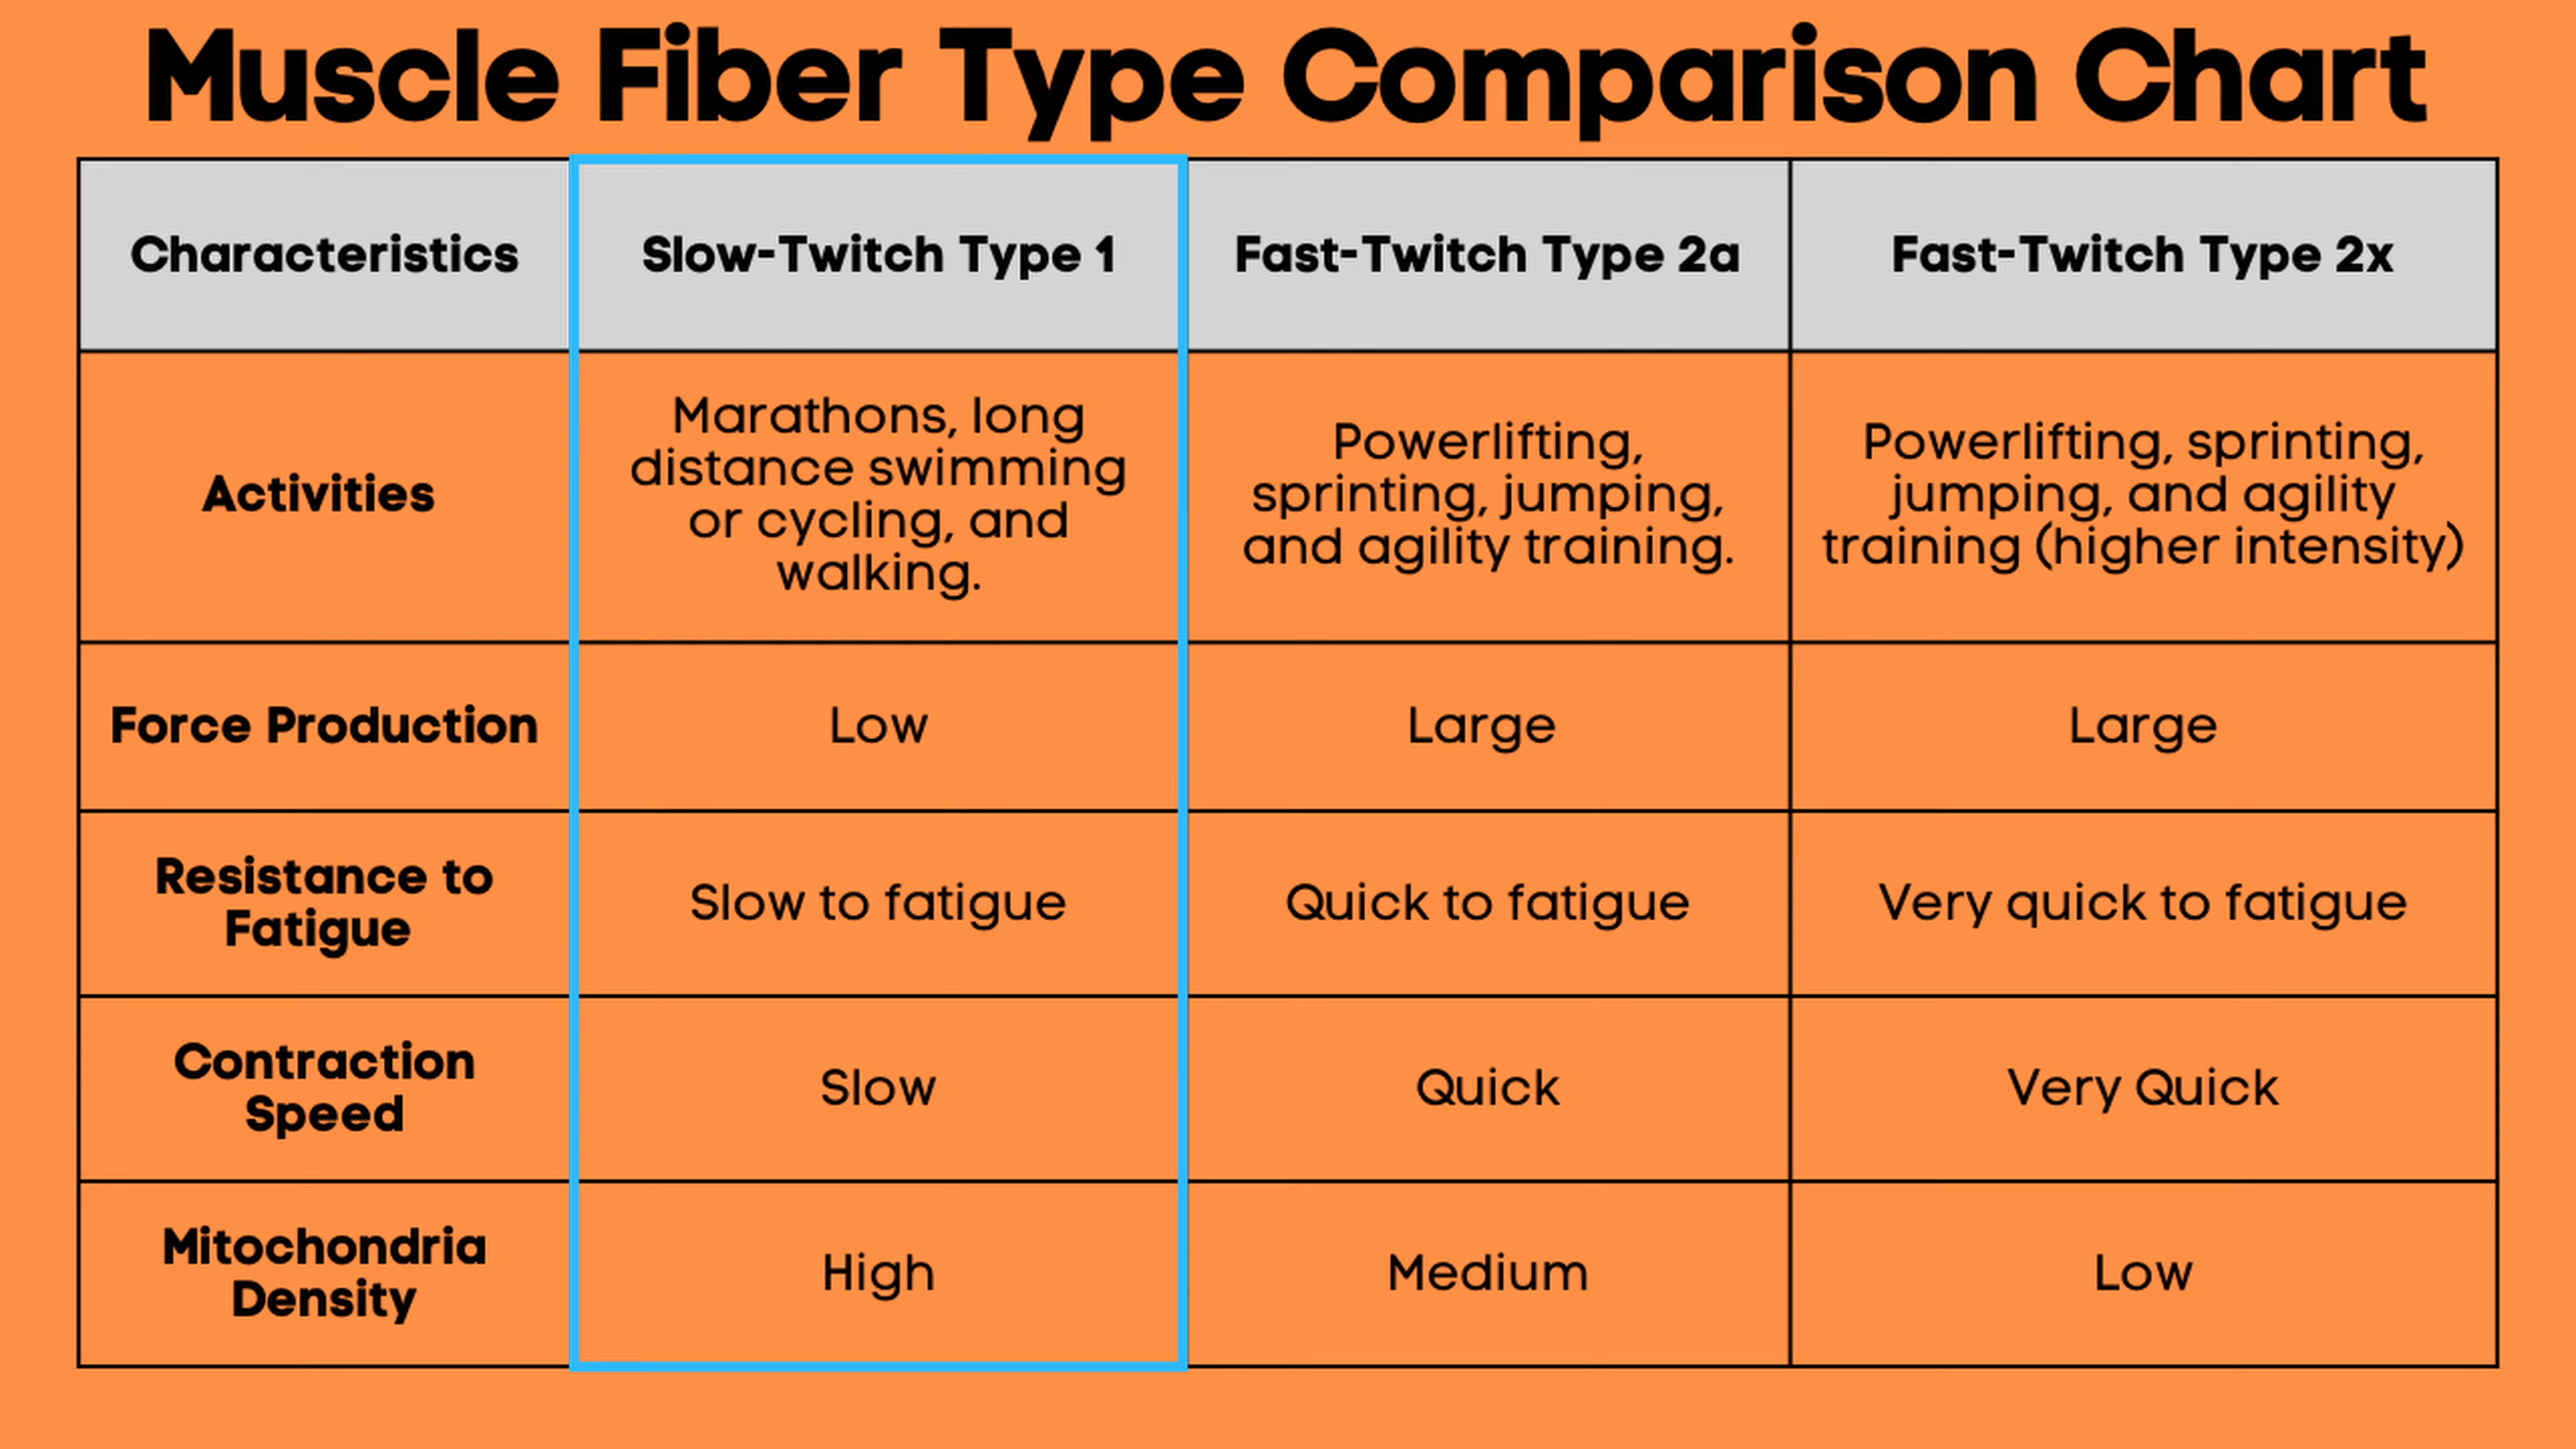 Muscle Fiber Type Comparison Chart
Characteristics
Slow-Twitch Type 1
Fast-Twitch Type 2a
Fast-Twitch Type 2x
Activities
Marathons, long
distance swimming
or cycling, and
walking.
Powerlifting,
sprinting, jumping,
and agility training.
Powerlifting, sprinting,
jumping, and agility
training (higher intensity)
Force Production
Low
Large
Large
Resistance to
Fatigue
Slow to fatigue
Quick to fatigue
Very quick to fatigue
Contraction
Speed
Slow
Quick
Very Quick
Mitochondria
Density
High
Medium
Low